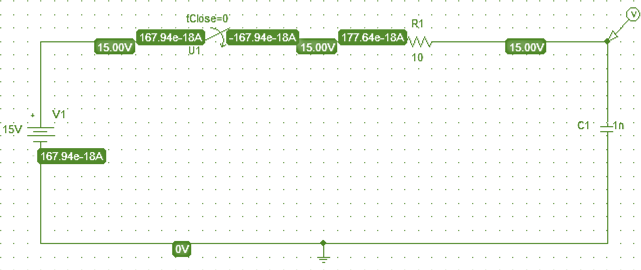 tClose=0
15.00V 167.94e-18A -167.94e-18A 15.00V 177.64e-18A R1 15.00V V
U1 10
V1
15V
C1 1n
167.94e-18A
0V